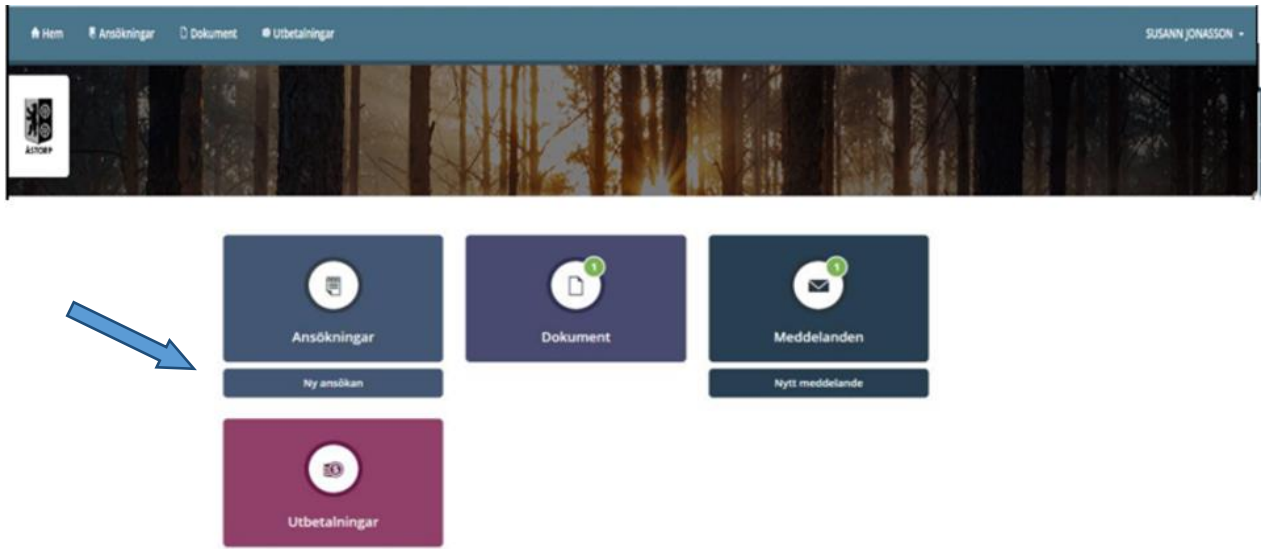 Hem Ansökningar Dokument Utbetalningar SUSANN JONASSON
ÅSTORP
1 1
Ansökningar Dokument Meddelanden
Ny ansökan Nytt meddelande
Utbetalningar